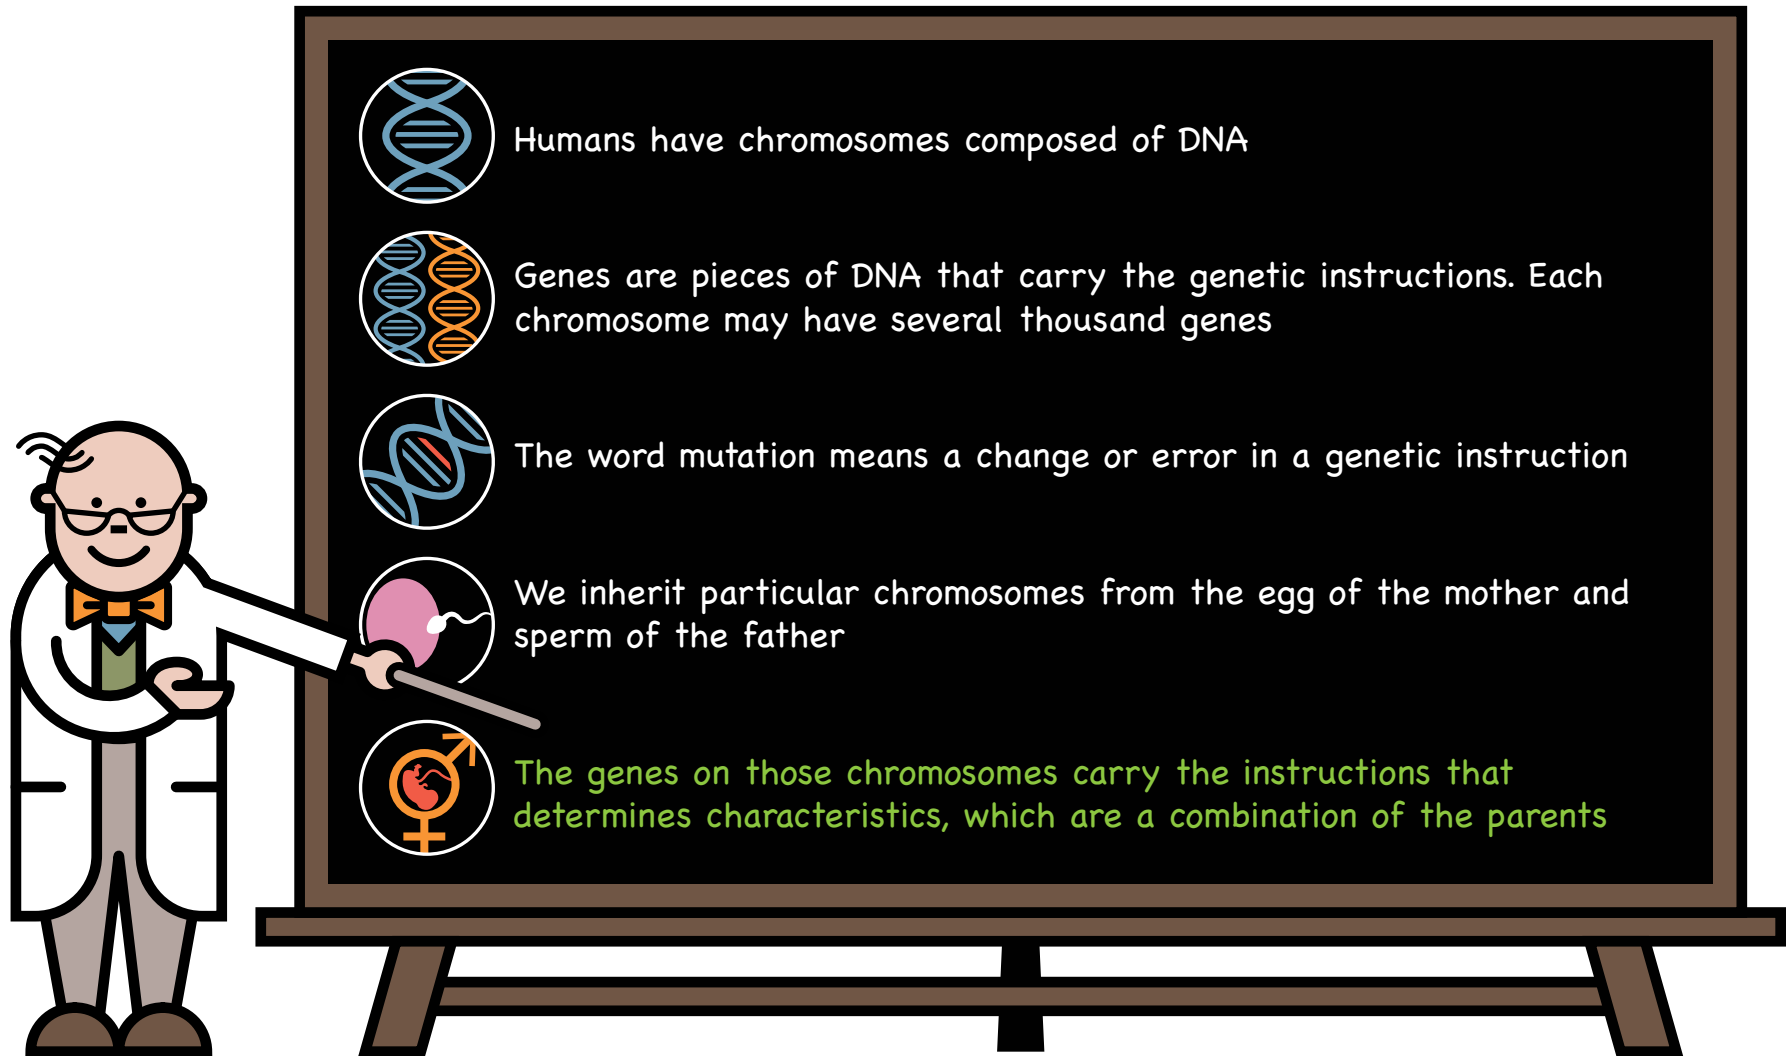 Humans have chromosomes composed of DNA
Genes are pieces of DNA that carry the genetic instructions. Each
chromosome may have several thousand genes
The word mutation means a change or error in a genetic instruction
We inherit particular chromosomes from the egg of the mother and
sperm of the father
The genes on those chromosomes carry the instructions that
determines characteristics, which are a combination of the parents